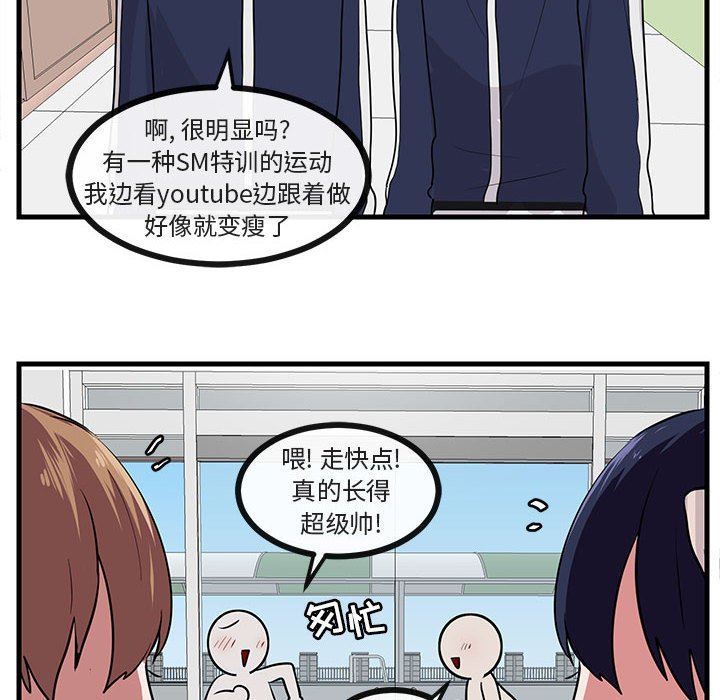 啊, 很明显吗?
有一种SM特训的运动
我边看youtube边跟着做
好像就变瘦了
喂! 走快点!
真的长得
超级帅!
匆忙